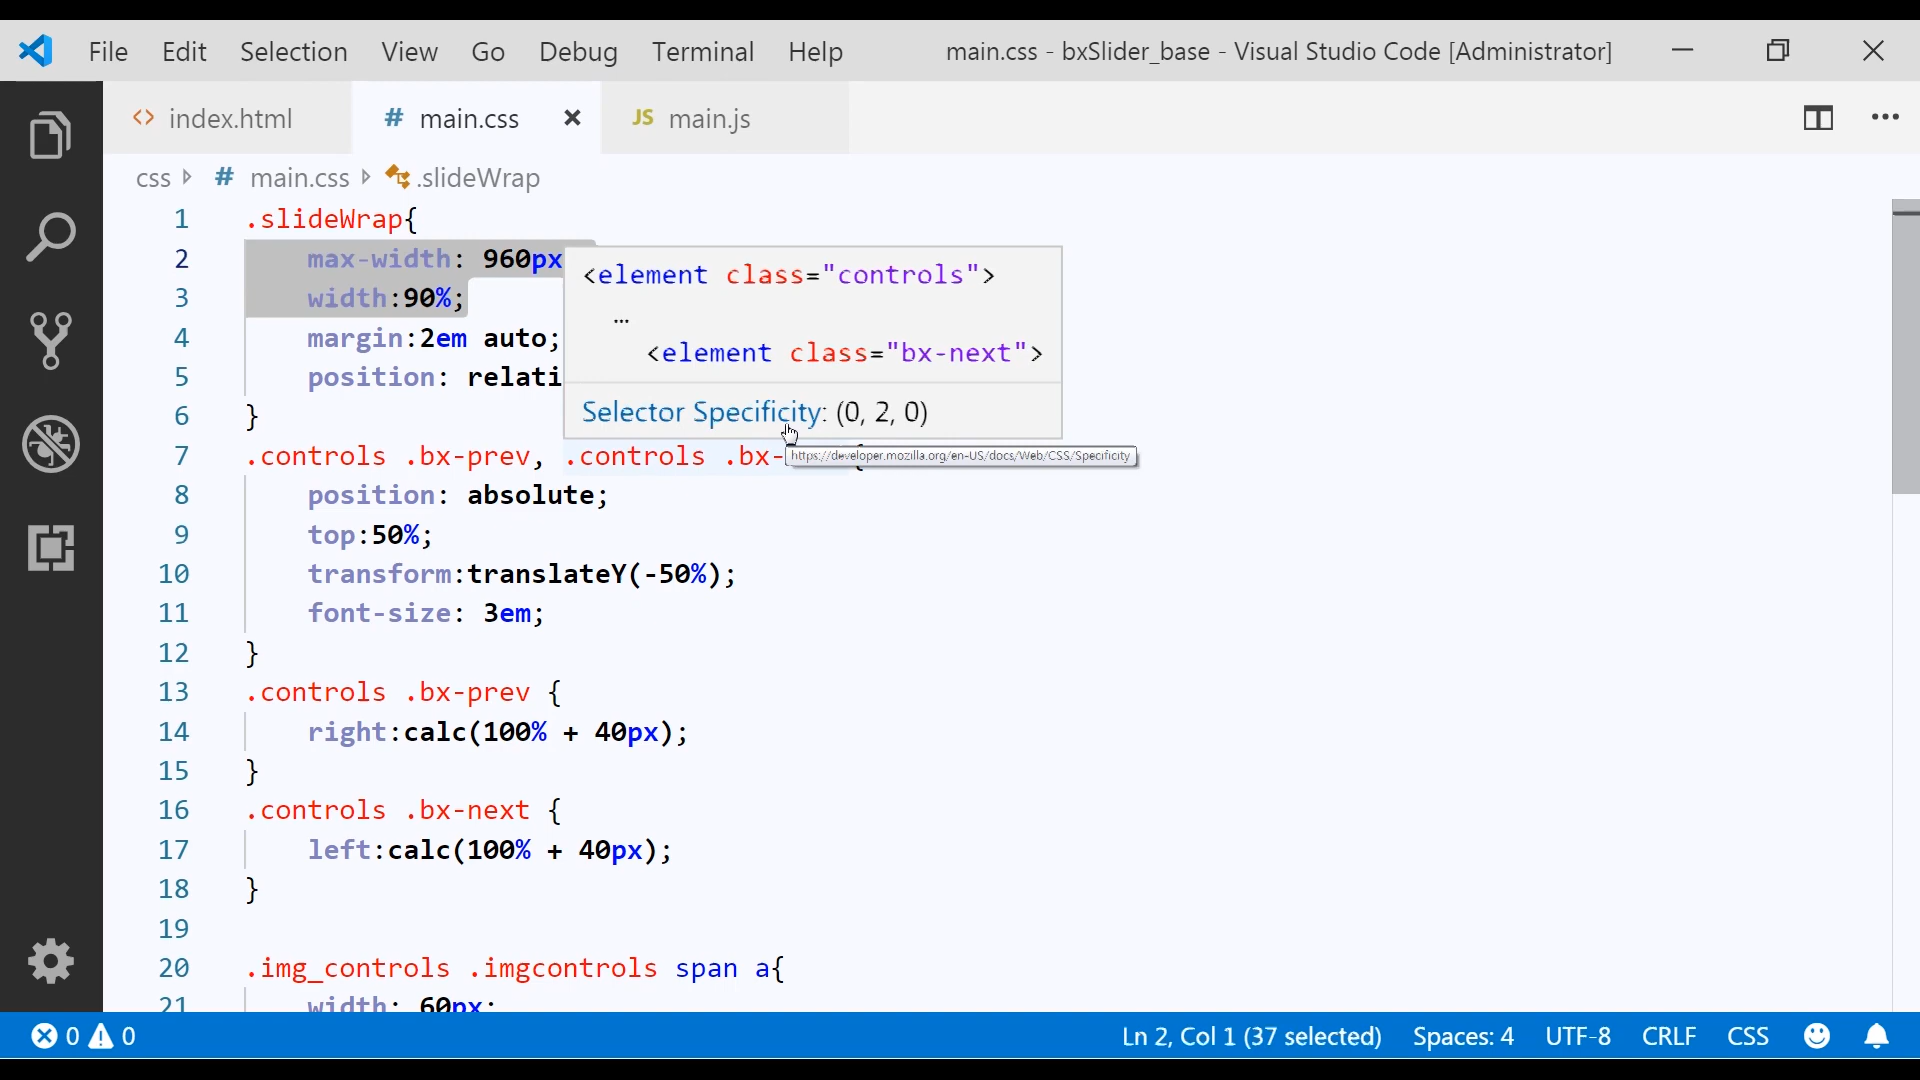 File Edit Selection View Go Debug Terminal Help main.css - bxSlider_base - Visual Studio Code [Administrator]
<> index.html # main.css JS main.js
css # main.css .slideWrap
1 .slideWrap{
2 max-width: 960px
3 width:90%;
4 margin:2em auto;
5 position: relati
6 }
<element class="controls">
…
<element class="bx-next">
Selector Specificity: (0, 2, 0)
https://developer.mozilla.org/en-US/docs/Web/CSS/Specificity
7 .controls .bx-prev, .controls .bx- {
8 position: absolute;
9 top:50%;
10 transform:translateY(-50%);
11 font-size: 3em;
12 }
13 .controls .bx-prev {
14 right:calc(100% + 40px);
15 }
16 .controls .bx-next {
17 left:calc(100% + 40px);
18 }
19
20 .img_controls .imgcontrols span a{
21 width: 60px;
0 0 Ln 2, Col 1 (37 selected) Spaces: 4 UTF-8 CRLF CSS